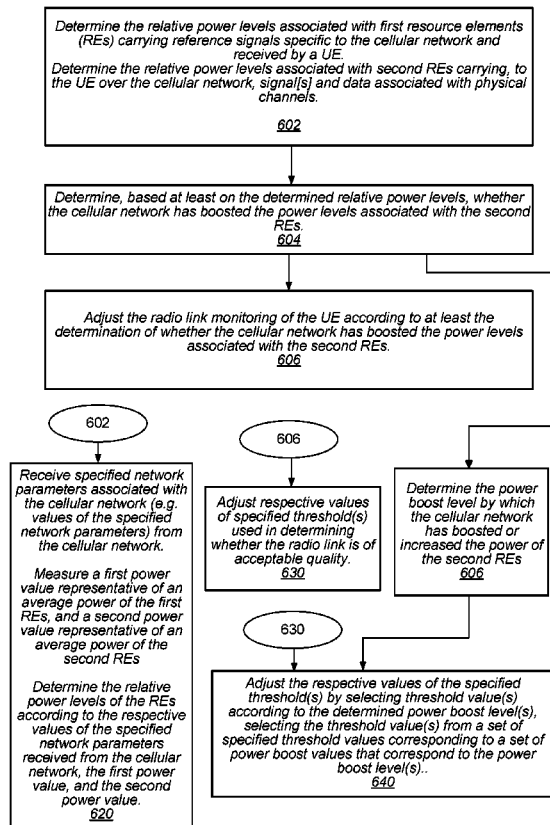 Determine the relative power levels associated with first resource elements
(REs) carrying reference signals specific to the cellular network and
received by a UE.
Determine the relative power levels associated with second REs carrying, to
the UE over the cellular network, signal[s] and data associated with physical
channels.
602
Determine, based at least on the determined relative power levels, whether
the cellular network has boosted the power levels associated with the second
REs.
604
Adjust the radio link monitoring of the UE according to at least the
determination of whether the cellular network has boosted the power levels
associated with the second REs.
606
602
Receive specified network
parameters associated with
the cellular network (e.g.
values of the specified
network parameters) from
the cellular network.
Measure a first power
value representative of an
average power of the first
REs, and a second power
value representative of an
average power of the
second REs
Determine the relative
power levels of the REs
according to the respective
values of the specified
network parameters
received from the cellular
network, the first power
value, and the second
power value.
620
606
Adjust respective values
of specified threshold(s)
used in determining
whether the radio link is of
acceptable quality.
630
Determine the power
boost level by which
the cellular network
has boosted or
increased the power of
the second REs
606
630
Adjust the respective values of the specified
threshold(s) by selecting threshold value(s)
according to the determined power boost level(s),
selecting the threshold value(s) from a set of
specified threshold values corresponding to a set of
power boost values that correspond to the power
boost level(s)..
640